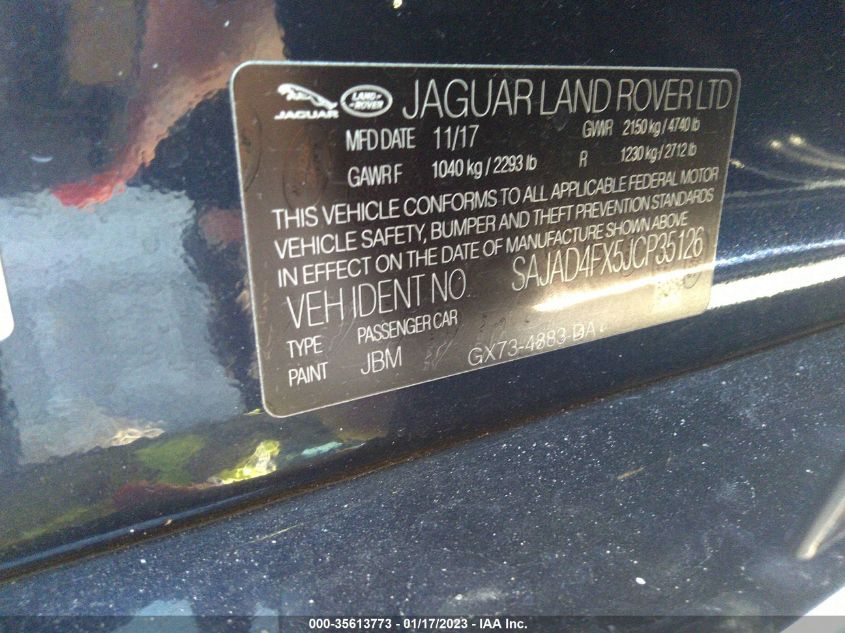 JAGUAR LAND ROVER JAGUAR LAND ROVER LTD
MFD DATE 11/17 GVWR 2150 kg / 4740 lb
GAWR F 1040 kg / 2293 lb R 1230 kg / 2712 lb
THIS VEHICLE CONFORMS TO ALL APPLICABLE FEDERAL MOTOR
VEHICLE SAFETY, BUMPER AND THEFT PREVENTION STANDARDS
IN EFFECT ON THE DATE OF MANUFACTURE SHOWN ABOVE
VEH IDENT NO. SAJAD4FX5JCP35126
TYPE PASSENGER CAR
PAINT JBM GX73-4883-DA
000-35613773 - 01/17/2023 - IAA Inc.